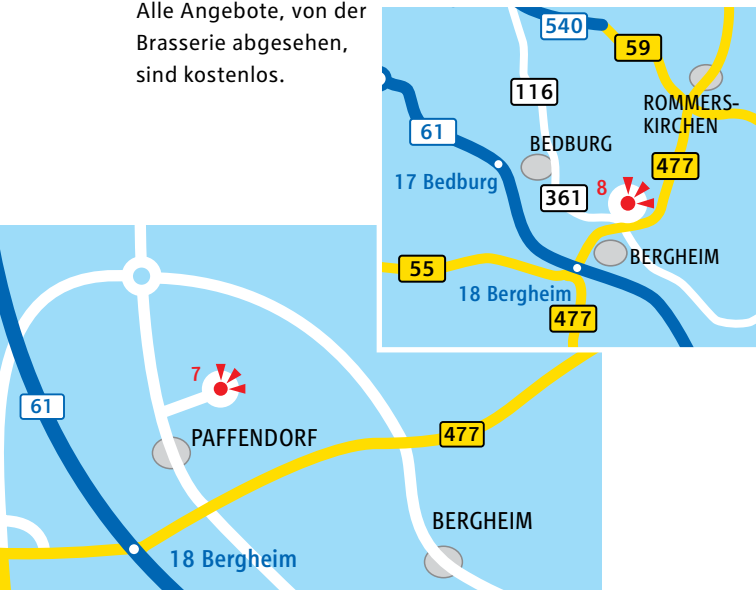 Alle Angebote, von der
Brasserie abgesehen,
sind kostenlos.
540
59
116
ROMMERS-
KIRCHEN
61
BEDBURG
477
17 Bedburg
361
8
BERGHEIM
55
18 Bergheim
477
7
61
PAFFENDORF
477
BERGHEIM
18 Bergheim